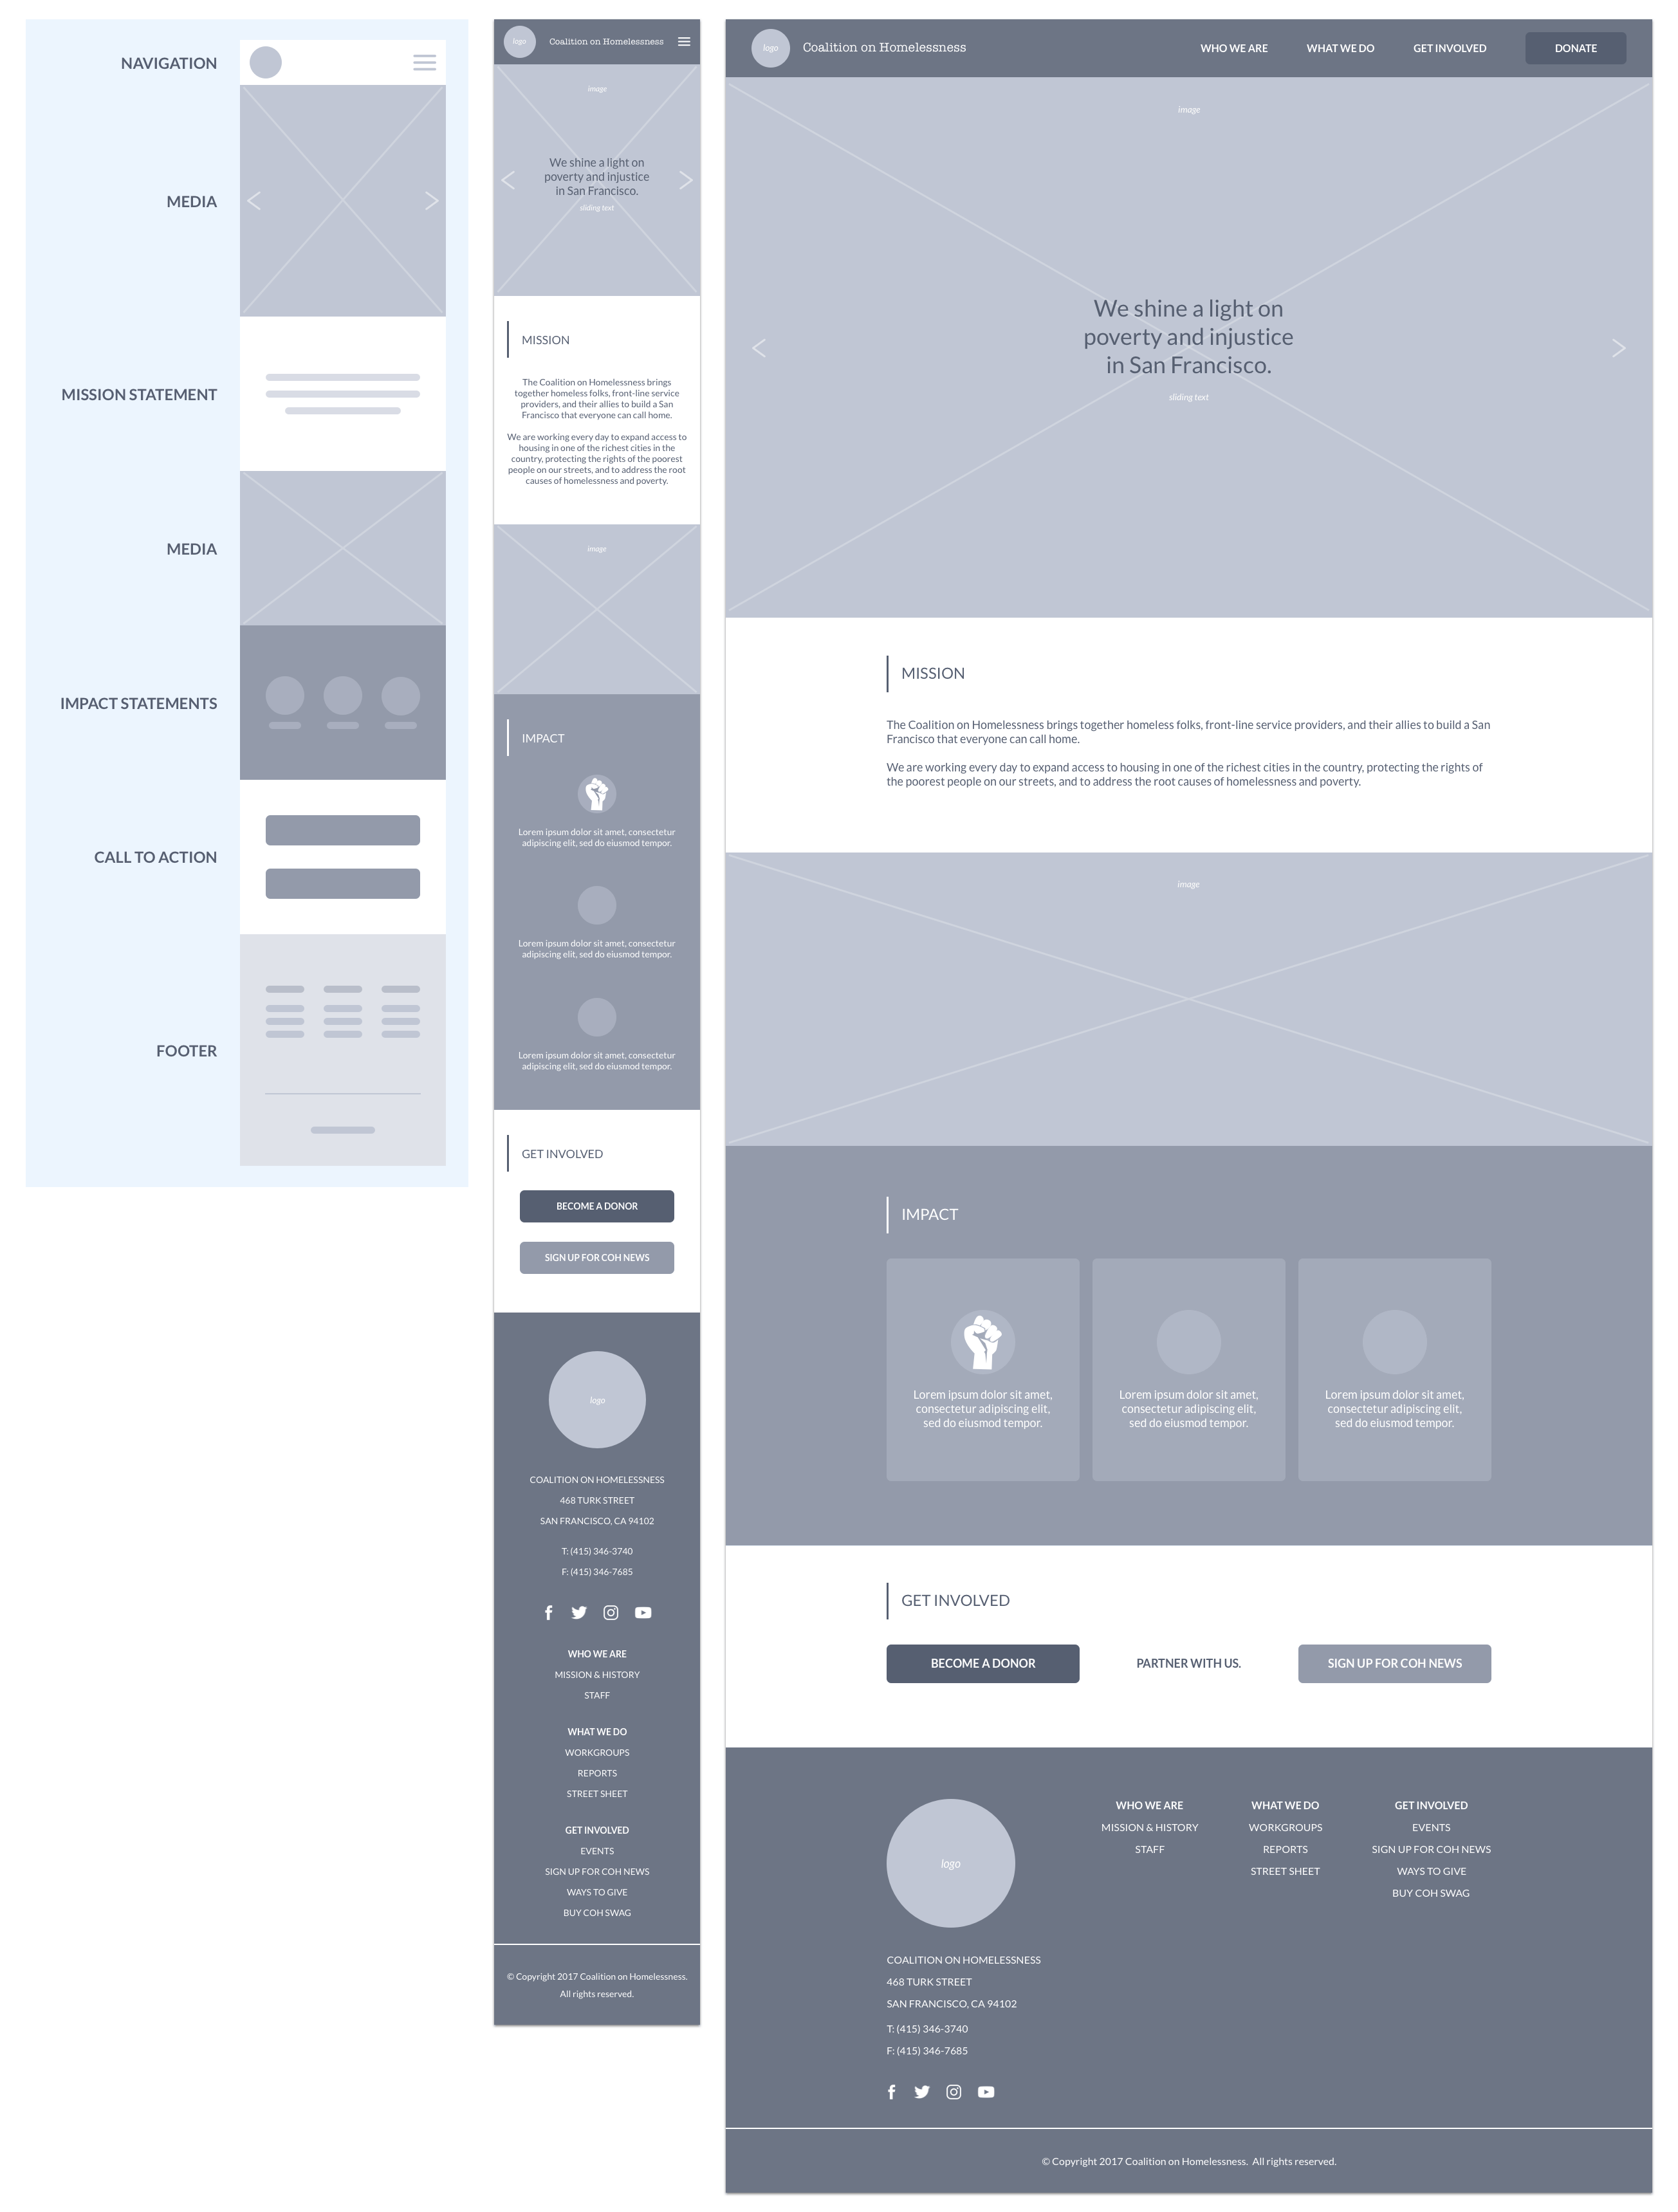 NAVIGATION
MEDIA
MISSION STATEMENT
MEDIA
IMPACT STATEMENTS
CALL TO ACTION
FOOTER
logo
Coalition on Homelessness
image
We shine a light on
poverty and injustice
in San Francisco.
sliding text
MISSION
The Coalition on Homelessness brings
together homeless folks, front-line service
providers, and their allies to build a San
Francisco that everyone can call home.
We are working every day to expand access to
housing in one of the richest cities in the
country, protecting the rights of the poorest
people on our streets, and to address the root
causes of homelessness and poverty.
image
IMPACT
Lorem ipsum dolor sit amet, consectetur
adipiscing elit, sed do eiusmod tempor.
Lorem ipsum dolor sit amet, consectetur
adipiscing elit, sed do eiusmod tempor.
Lorem ipsum dolor sit amet, consectetur
adipiscing elit, sed do eiusmod tempor.
GET INVOLVED
BECOME A DONOR
SIGN UP FOR COH NEWS
logo
COALITION ON HOMELESSNESS
468 TURK STREET
SAN FRANCISCO, CA 94102
T: (415) 346-3740
F: (415) 346-7685
WHO WE ARE
MISSION & HISTORY
STAFF
WHAT WE DO
WORKGROUPS
REPORTS
STREET SHEET
GET INVOLVED
EVENTS
SIGN UP FOR COH NEWS
WAYS TO GIVE
BUY COH SWAG
© Copyright 2017 Coalition on Homelessness.
All rights reserved.
logo
Coalition on Homelessness
WHO WE ARE
WHAT WE DO
GET INVOLVED
DONATE
image
We shine a light on
poverty and injustice
in San Francisco.
sliding text
MISSION
The Coalition on Homelessness brings together homeless folks, front-line service providers, and their allies to build a San
Francisco that everyone can call home.
We are working every day to expand access to housing in one of the richest cities in the country, protecting the rights of
the poorest people on our streets, and to address the root causes of homelessness and poverty.
image
IMPACT
Lorem ipsum dolor sit amet,
consectetur adipiscing elit,
sed do eiusmod tempor.
Lorem ipsum dolor sit amet,
consectetur adipiscing elit,
sed do eiusmod tempor.
Lorem ipsum dolor sit amet,
consectetur adipiscing elit,
sed do eiusmod tempor.
GET INVOLVED
BECOME A DONOR
PARTNER WITH US.
SIGN UP FOR COH NEWS
logo
COALITION ON HOMELESSNESS
468 TURK STREET
SAN FRANCISCO, CA 94102
T: (415) 346-3740
F: (415) 346-7685
WHO WE ARE
MISSION & HISTORY
STAFF
WHAT WE DO
WORKGROUPS
REPORTS
STREET SHEET
GET INVOLVED
EVENTS
SIGN UP FOR COH NEWS
WAYS TO GIVE
BUY COH SWAG
© Copyright 2017 Coalition on Homelessness. All rights reserved.